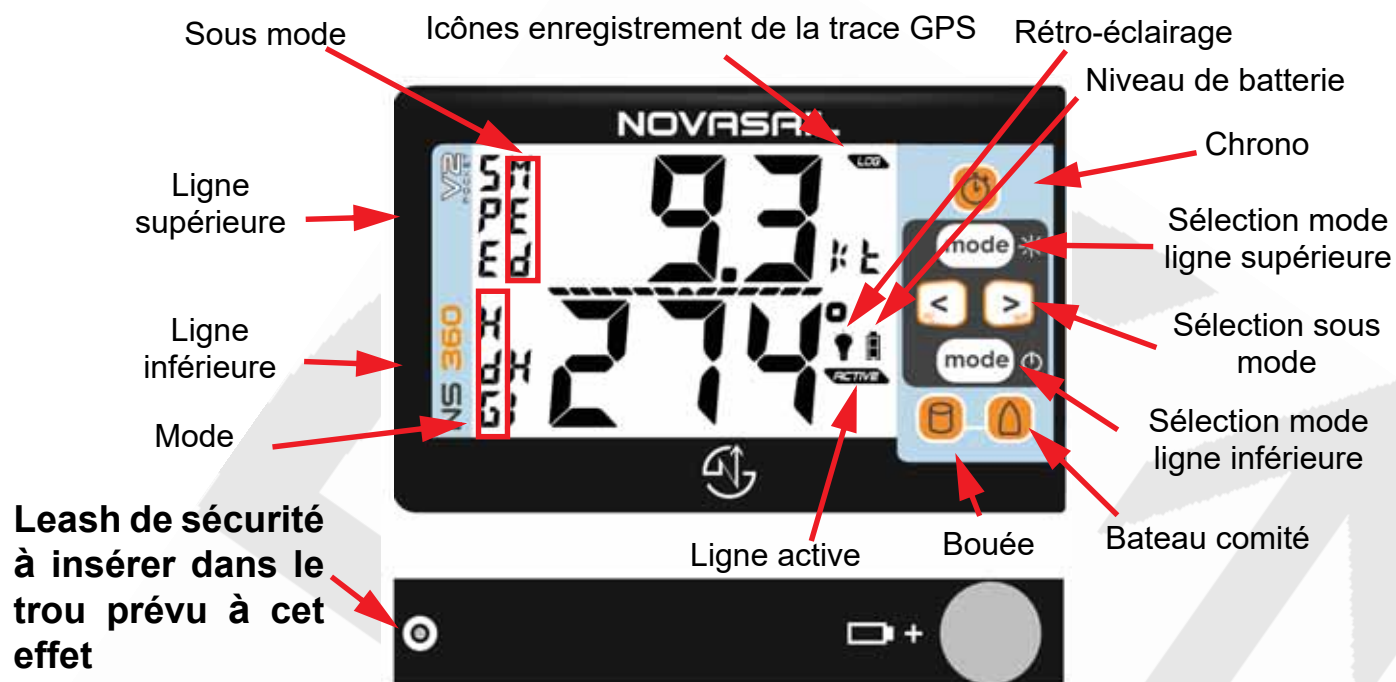 Sous mode
Icônes enregistrement de la trace GPS
Rétro-éclairage
Niveau de batterie
Chrono
Sélection mode
ligne supérieure
Sélection sous
mode
Sélection mode
ligne inférieure
Bateau comité
Bouée
Ligne active
Ligne
supérieure
Ligne
inférieure
Mode
Leash de sécurité
à insérer dans le
trou prévu à cet
effet
NOVASAIL
V2
POCKET
NS 360
S M
P E
E d
9.3
LOG
kt
H
d H
G
274°
ACTIVE
mode
< >
mode
+